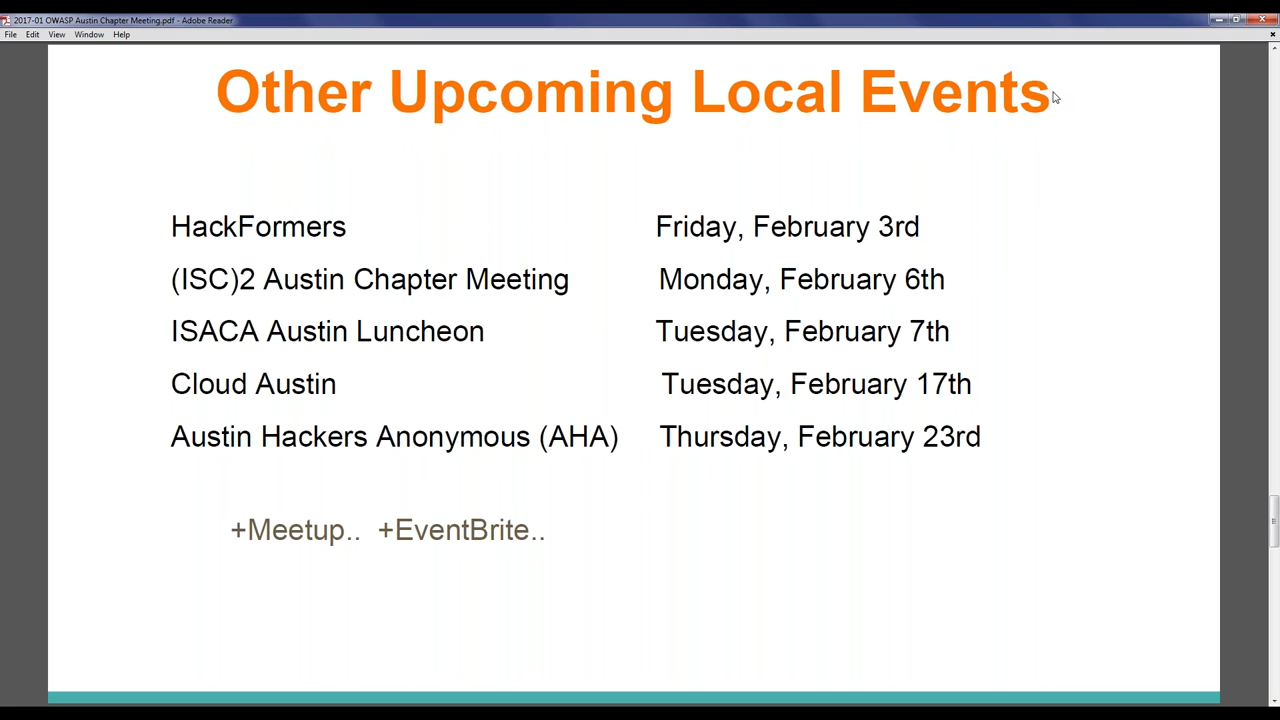 2017-01 OWASP Austin Chapter Meeting.pdf - Adobe Reader
File Edit View Window Help
Other Upcoming Local Events
HackFormers Friday, February 3rd
(ISC)2 Austin Chapter Meeting Monday, February 6th
ISACA Austin Luncheon Tuesday, February 7th
Cloud Austin Tuesday, February 17th
Austin Hackers Anonymous (AHA) Thursday, February 23rd
+Meetup.. +EventBrite..